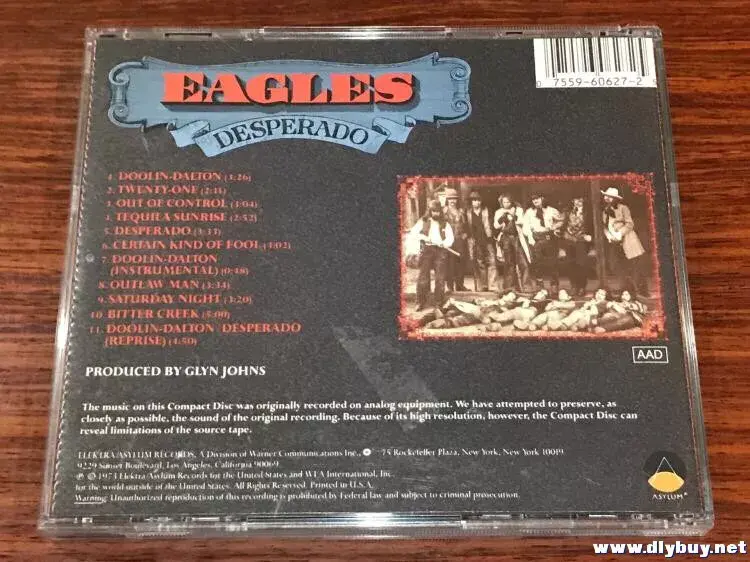 EAGLES
DESPERADO
0 7559-60627-2
1. DOOLIN-DALTON (3:26)
2. TWENTY-ONE (2:11)
3. OUT OF CONTROL (3:04)
4. TEQUILA SUNRISE (2:52)
5. DESPERADO (3:33)
6. CERTAIN KIND OF FOOL (3:02)
7. DOOLIN-DALTON
(INSTRUMENTAL) (0:48)
8. OUTLAW MAN (3:34)
9. SATURDAY NIGHT (3:20)
10. BITTER CREEK (5:00)
11. DOOLIN-DALTON/DESPERADO
(REPRISE) (4:50)
AAD
PRODUCED BY GLYN JOHNS
The music on this Compact Disc was originally recorded on analog equipment. We have attempted to preserve, as
closely as possible, the sound of the original recording. Because of its high resolution, however, the Compact Disc can
reveal limitations of the source tape.
ELEKTRA/ASYLUM RECORDS, A Division of Warner Communications Inc., 75 Rockefeller Plaza, New York, New York 10019
9229 Sunset Boulevard, Los Angeles, California 90069
℗ © 1973 Elektra/Asylum Records for the United States and WEA International, Inc.
for the world outside of the United States. All Rights Reserved. Printed in U.S.A.
Warning: Unauthorized reproduction of this recording is prohibited by Federal law and subject to criminal prosecution.
ASYLUM®
www.dlybuy.net